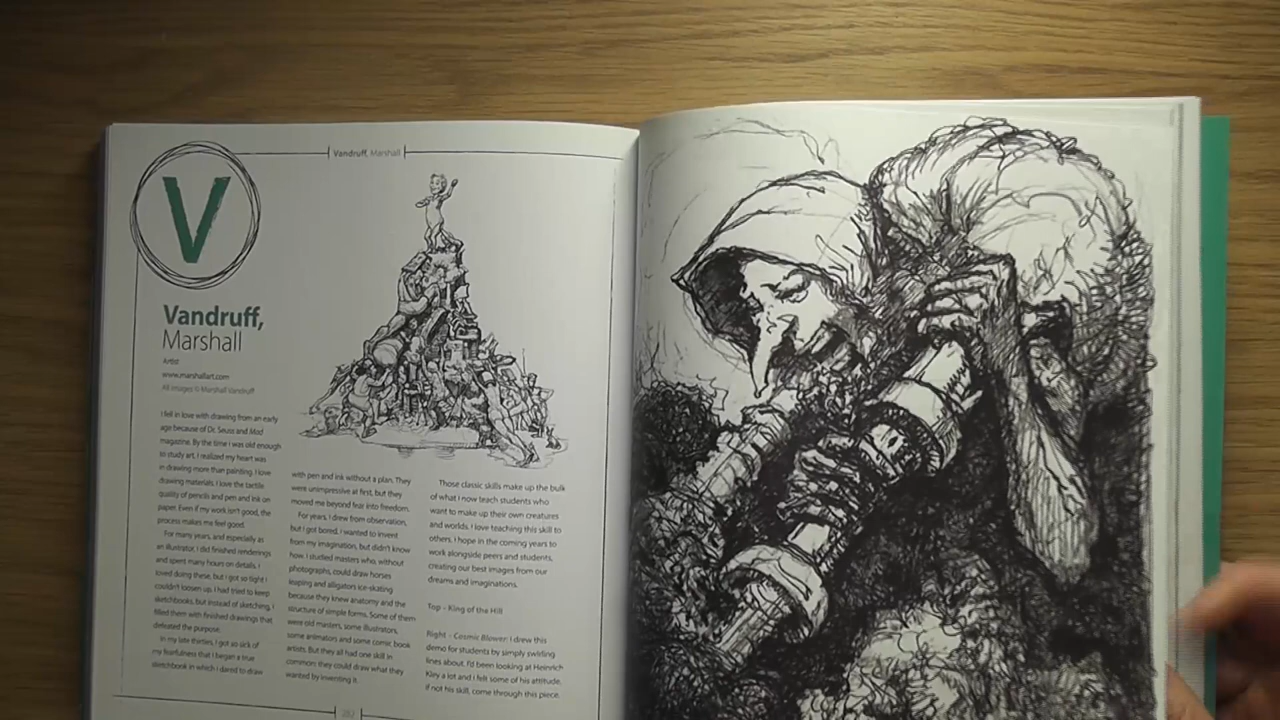 Vandruff, Marshall
V
Vandruff,
Marshall
Artist
www.marshallart.com
All images © Marshall Vandruff
I fell in love with drawing from an early
age because of Dr. Seuss and Mad
magazine. By the time I was old enough
to study art, I realized my heart was
in drawing more than painting. I love
drawing materials. I love the tactile
quality of pencils and pen and ink on
paper. Even if my work isn't good, the
process makes me feel good.
For many years, and especially as
an illustrator, I did finished renderings
and spent many hours on details. I
loved doing these, but I got so tight I
couldn't loosen up. I had tried to keep
sketchbooks, but instead of sketching, I
filled them with finished drawings that
defeated the purpose.
In my late thirties, I got so sick of
my fearfulness that I began a true
sketchbook in which I dared to draw
with pen and ink without a plan. They
were unimpressive at first, but they
moved me beyond fear into freedom.
For years, I drew from observation,
but I got bored. I wanted to invent
from my imagination, but didn't know
how. I studied masters who, without
photographs, could draw horses
leaping and alligators ice-skating
because they knew anatomy and the
structure of simple forms. Some of them
were old masters, some illustrators,
some animators and some comic book
artists. But they all had one skill in
common: they could draw what they
wanted by inventing it.
Those classic skills make up the bulk
of what I now teach students who
want to make up their own creatures
and worlds. I love teaching this skill to
others. I hope in the coming years to
work alongside peers and students,
creating our best images from our
dreams and imaginations.
Top - King of the Hill
Right - Cosmic Blower: I drew this
demo for students by simply swirling
lines about. I'd been looking at Heinrich
Kley a lot and I felt some of his attitude,
if not his skill, come through this piece.